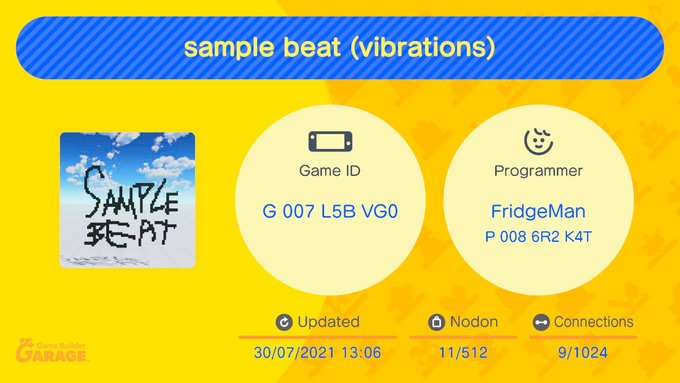 sample beat (vibrations)
SAMPLE
BEAT
Game ID
G 007 L5B VG0
Programmer
FridgeMan
P 008 6R2 K4T
Updated
30/07/2021 13:06
Nodon
11/512
Connections
9/1024
Game Builder
GARAGE